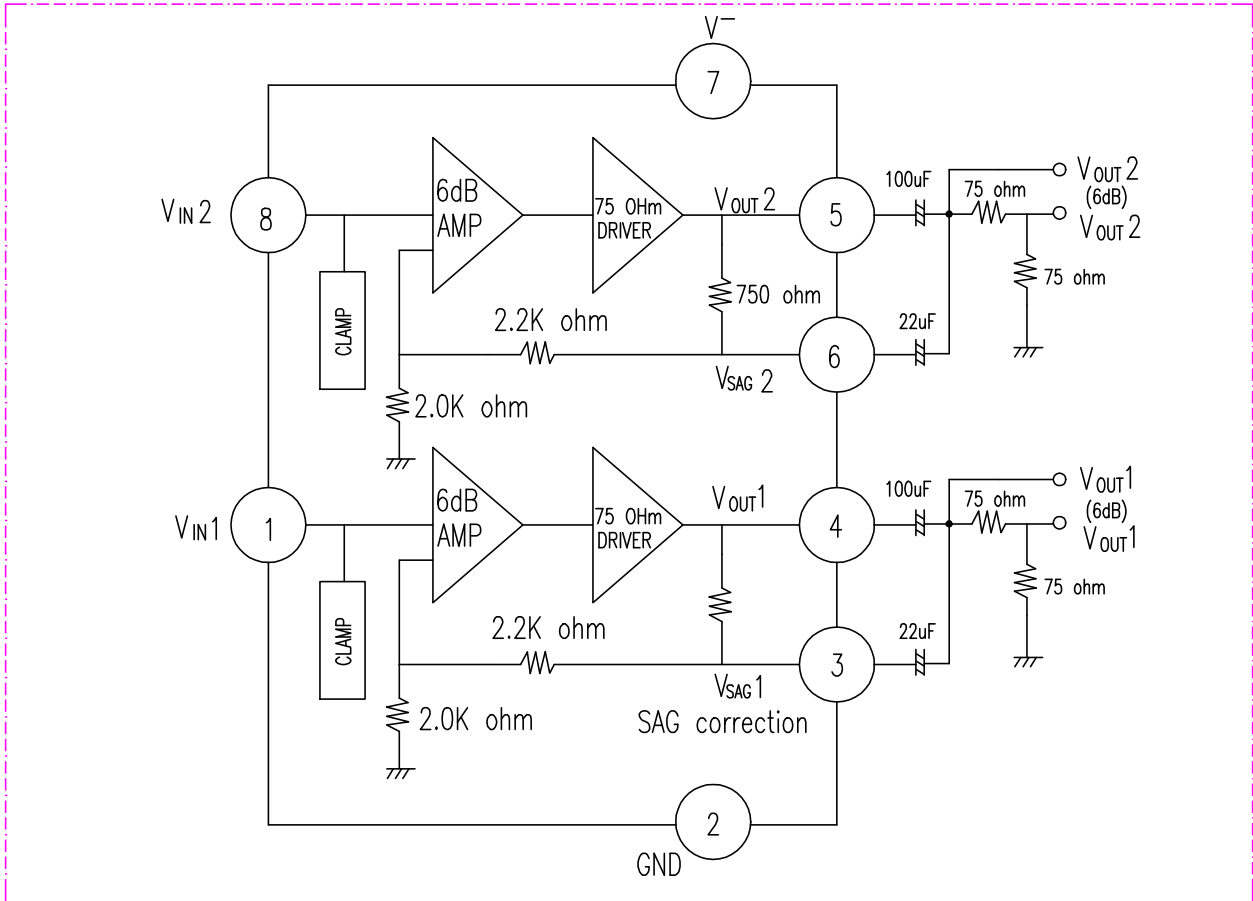 V−
7
VIN 2
8
6dB
AMP
75 OHm
DRIVER
VOUT 2
5
100uF
75 ohm
VOUT 2
(6dB)
VOUT 2
75 ohm
750 ohm
CLAMP
2.2K ohm
6
22uF
VSAG 2
2.0K ohm
VIN 1
1
6dB
AMP
75 OHm
DRIVER
VOUT 1
4
100uF
75 ohm
VOUT 1
(6dB)
VOUT 1
75 ohm
CLAMP
2.2K ohm
3
22uF
VSAG 1
2.0K ohm
SAG correction
2
GND